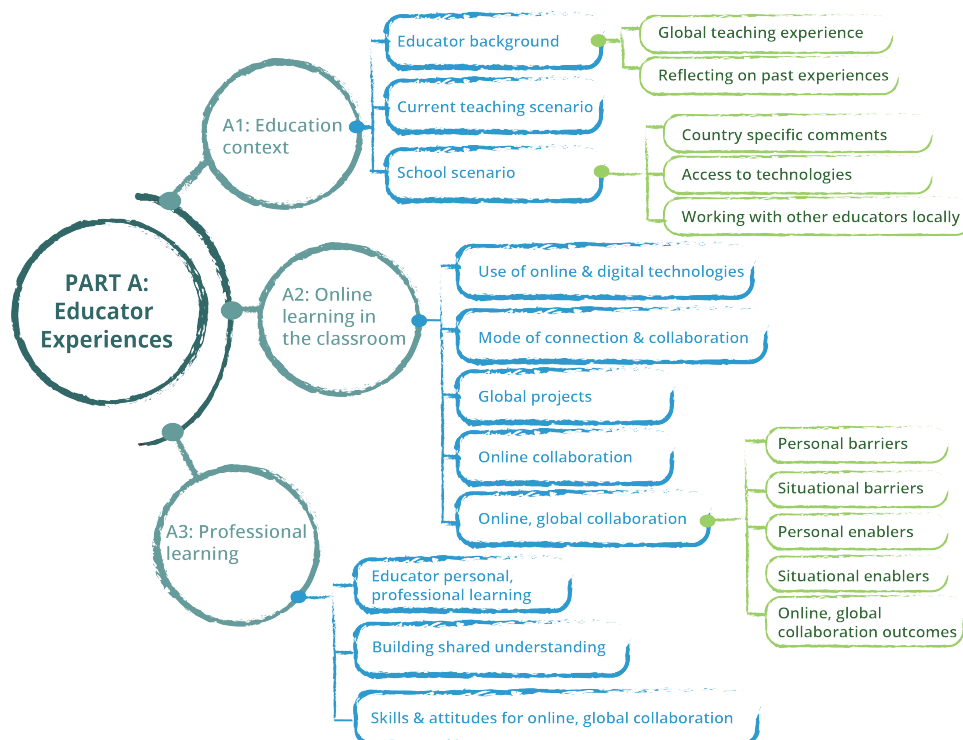 PART A:
Educator
Experiences
A1: Education
context
Educator background
Global teaching experience
Reflecting on past experiences
Current teaching scenario
School scenario
Country specific comments
Access to technologies
Working with other educators locally
A2: Online
learning in
the classroom
Use of online & digital technologies
Mode of connection & collaboration
Global projects
Online collaboration
Online, global collaboration
Personal barriers
Situational barriers
Personal enablers
Situational enablers
Online, global
collaboration outcomes
A3: Professional
learning
Educator personal,
professional learning
Building shared understanding
Skills & attitudes for online, global collaboration